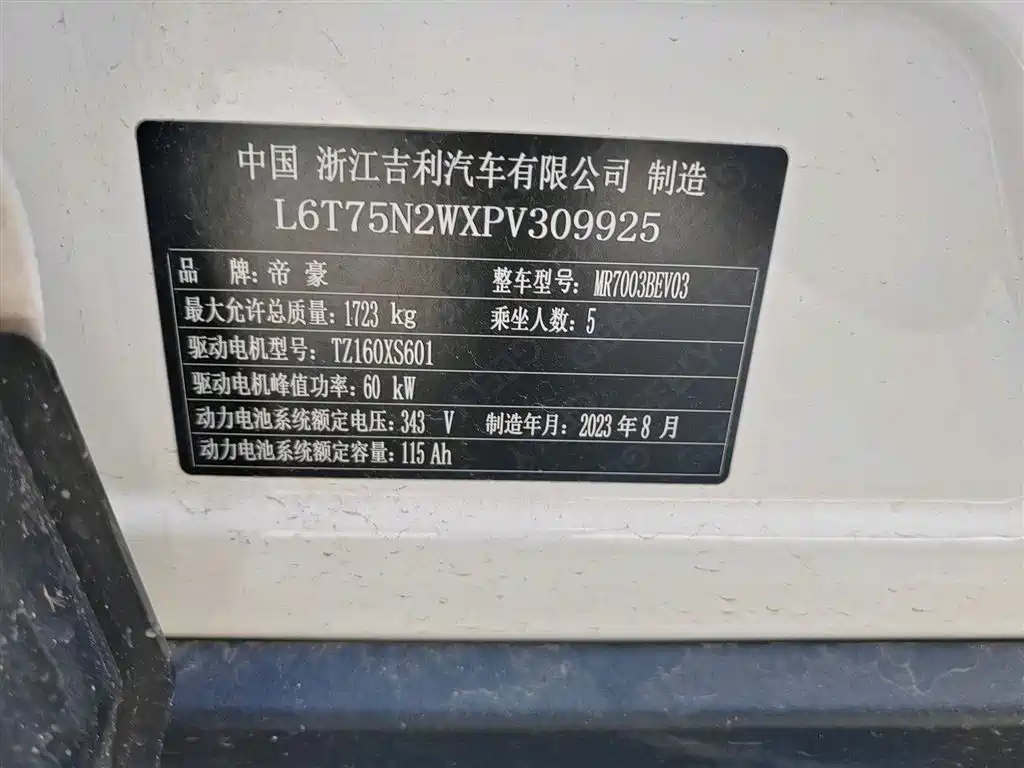 中国 浙江吉利汽车有限公司 制造
L6T75N2WXPV309925
品 牌: 帝豪 整车型号: MR7003BEV03
最大允许总质量: 1723 kg 乘坐人数: 5
驱动电机型号: TZ160XS601
驱动电机峰值功率: 60 kW
动力电池系统额定电压: 343 V 制造年月: 2023 年 8 月
动力电池系统额定容量: 115 Ah